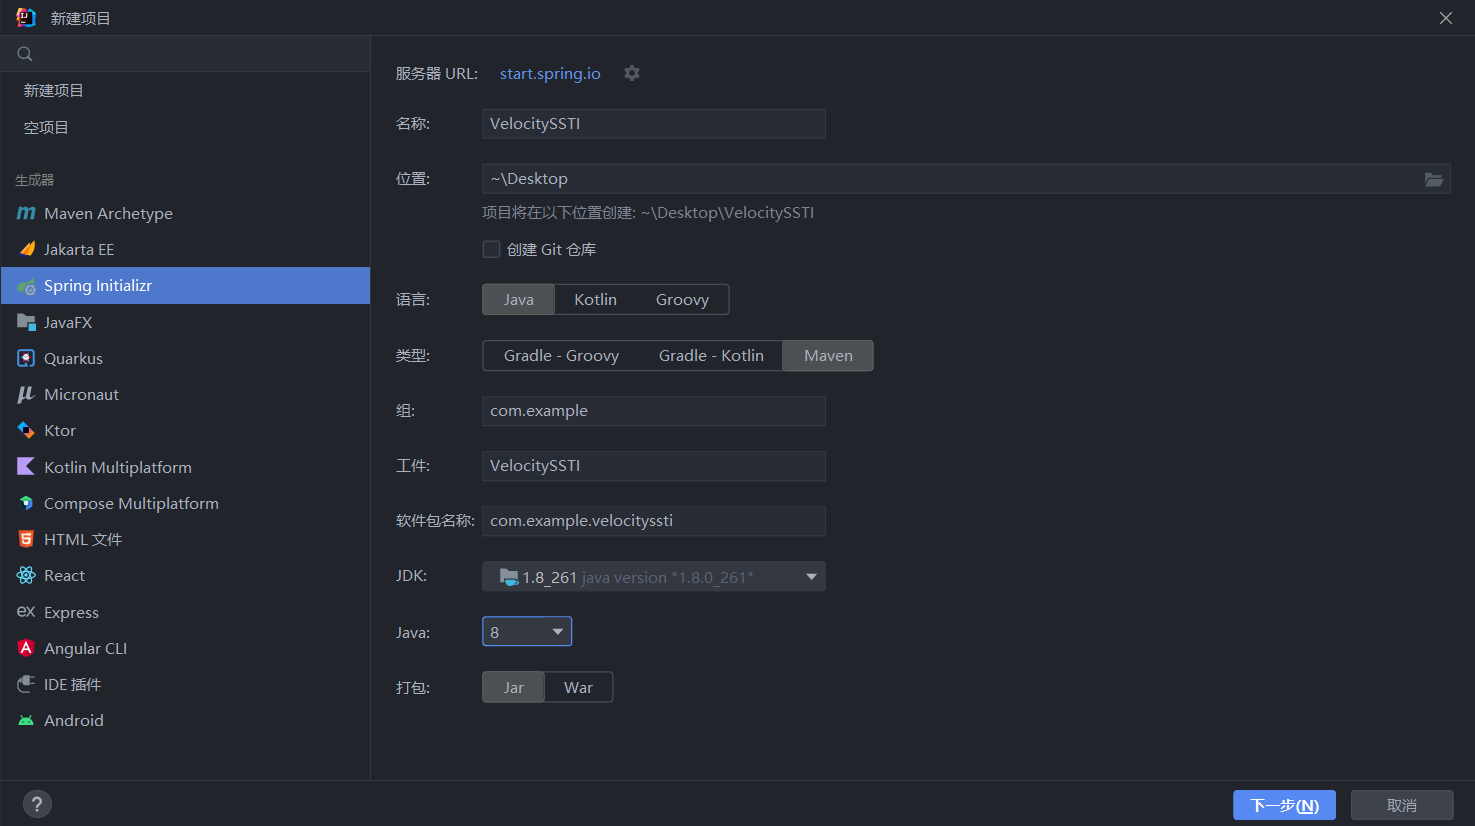 新建项目
新建项目
空项目
生成器
Maven Archetype
Jakarta EE
Spring Initializr
JavaFX
Quarkus
Micronaut
Ktor
Kotlin Multiplatform
Compose Multiplatform
HTML 文件
React
Express
Angular CLI
IDE 插件
Android
服务器 URL: start.spring.io
名称: VelocitySSTI
位置: ~\Desktop
项目将在以下位置创建: ~\Desktop\VelocitySSTI
创建 Git 仓库
语言: Java Kotlin Groovy
类型: Gradle - Groovy Gradle - Kotlin Maven
组: com.example
工件: VelocitySSTI
软件包名称: com.example.velocityssti
JDK: 1.8_261 java version "1.8.0_261"
Java: 8
打包: Jar War
? 下一步(N) 取消